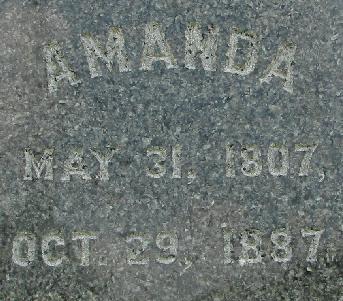 AMANDA
MAY 31, 1807,
OCT. 29, 1887.